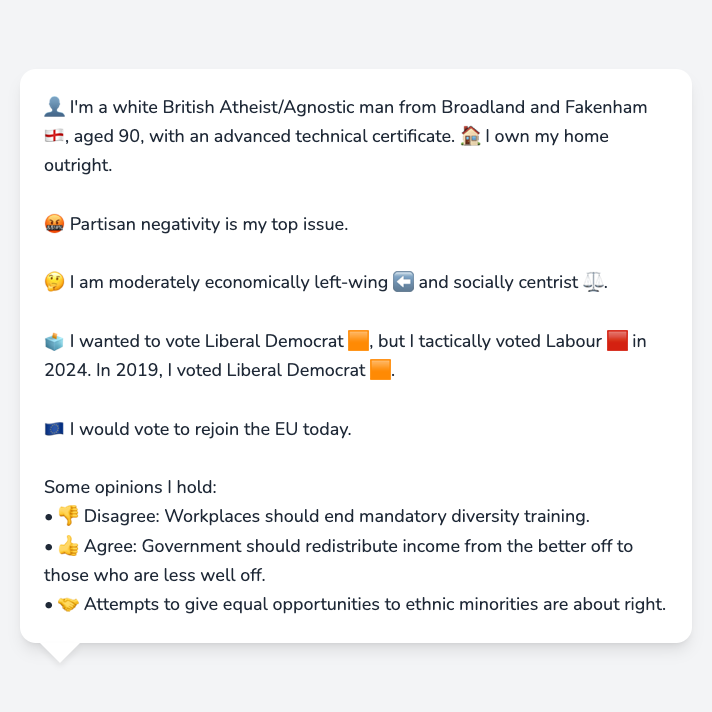 👤 I'm a white British Atheist/Agnostic man from Broadland and Fakenham
🏴󠁧󠁢󠁥󠁮󠁧󠁿, aged 90, with an advanced technical certificate. 🏠 I own my home
outright.
🤬 Partisan negativity is my top issue.
🤔 I am moderately economically left-wing ⬅️ and socially centrist ⚖️.
🗳️ I wanted to vote Liberal Democrat 🟧, but I tactically voted Labour 🟥 in
2024. In 2019, I voted Liberal Democrat 🟧.
🇪🇺 I would vote to rejoin the EU today.
Some opinions I hold:
• 👎 Disagree: Workplaces should end mandatory diversity training.
• 👍 Agree: Government should redistribute income from the better off to
those who are less well off.
• 🤝 Attempts to give equal opportunities to ethnic minorities are about right.